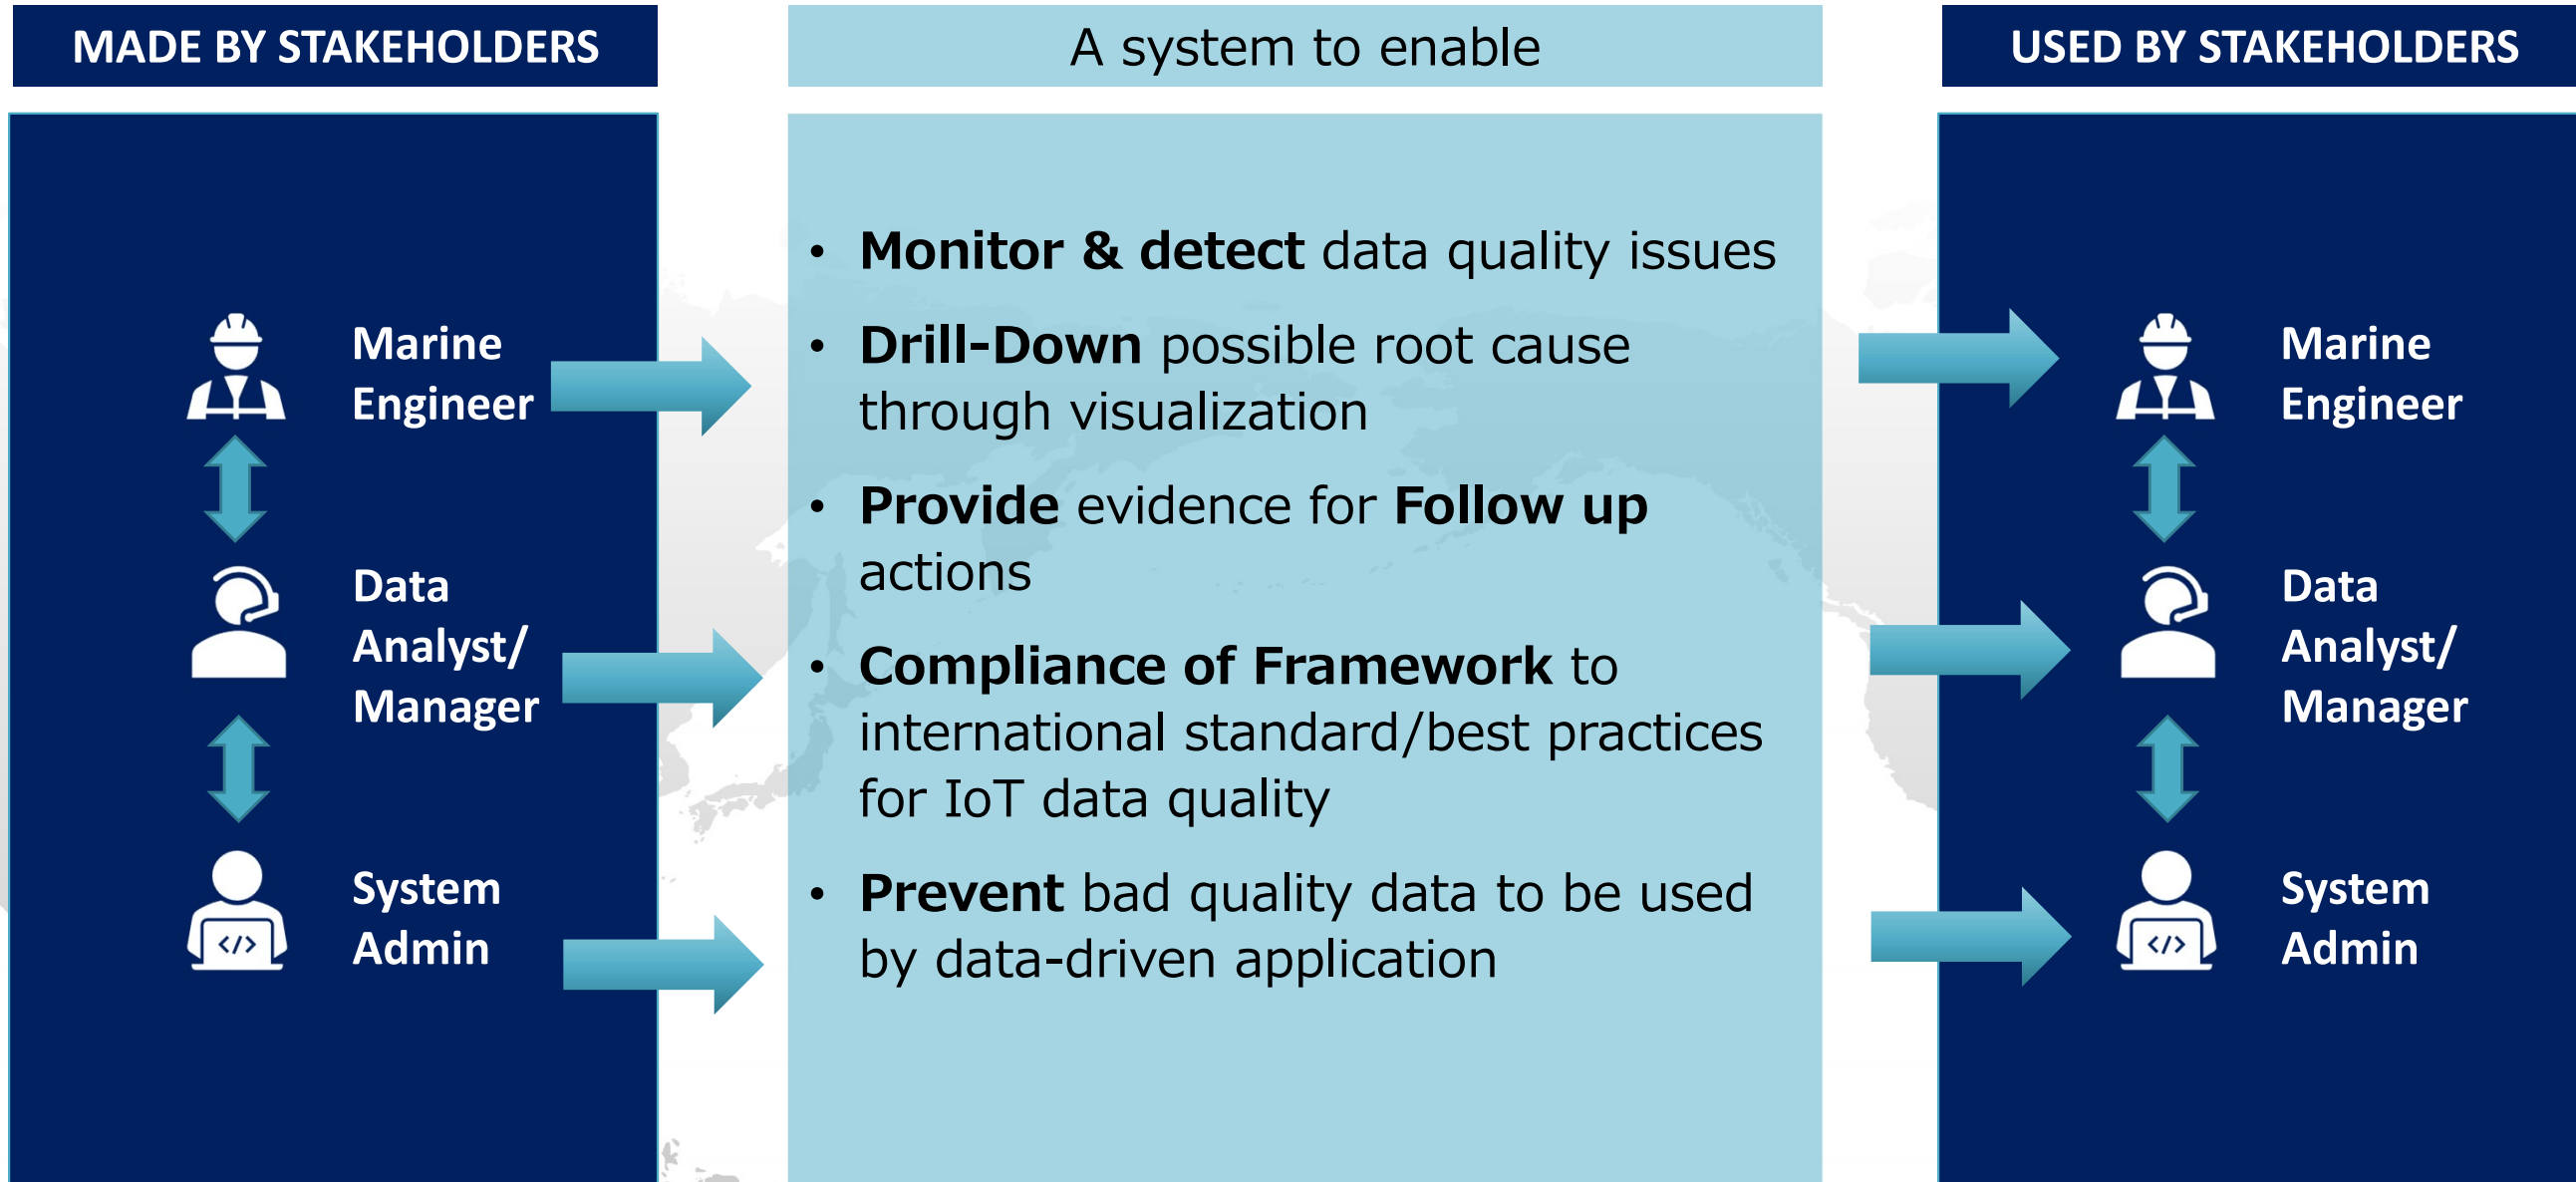 MADE BY STAKEHOLDERS
Marine
Engineer
Data
Analyst/
Manager
System
</>
Admin
A system to enable
• Monitor & detect data quality issues
• Drill-Down possible root cause
through visualization
• Provide evidence for Follow up
actions
• Compliance of Framework to
international standard/best practices
for IoT data quality
• Prevent bad quality data to be used
by data-driven application
USED BY STAKEHOLDERS
Marine
Engineer
Data
Analyst/
Manager
System
</>
Admin